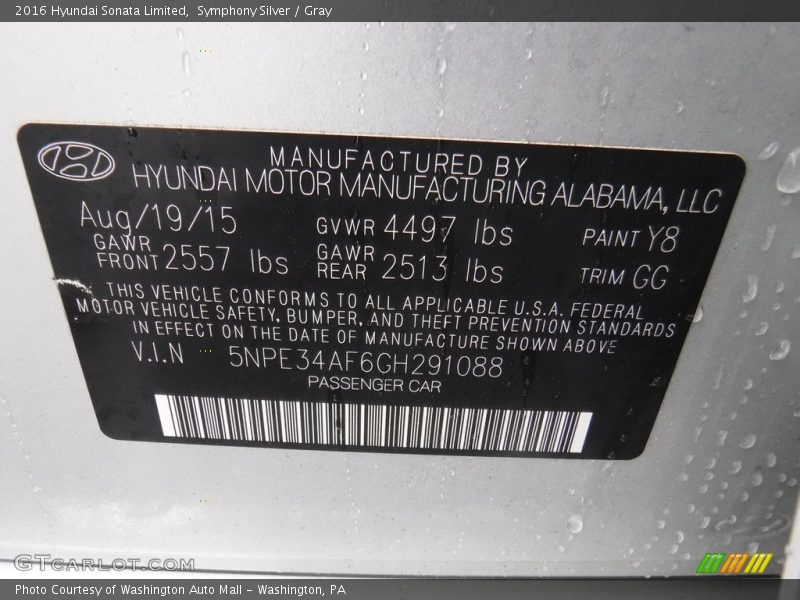 2016 Hyundai Sonata Limited, Symphony Silver / Gray
MANUFACTURED BY
HYUNDAI MOTOR MANUFACTURING ALABAMA, LLC
Aug/19/15 GVWR 4497 lbs PAINT Y8
GAWR FRONT 2557 lbs GAWR REAR 2513 lbs TRIM GG
THIS VEHICLE CONFORMS TO ALL APPLICABLE U.S.A. FEDERAL
MOTOR VEHICLE SAFETY, BUMPER, AND THEFT PREVENTION STANDARDS
IN EFFECT ON THE DATE OF MANUFACTURE SHOWN ABOVE
V.I.N 5NPE34AF6GH291088
PASSENGER CAR
GTCARLOT.COM
Photo Courtesy of Washington Auto Mall - Washington, PA